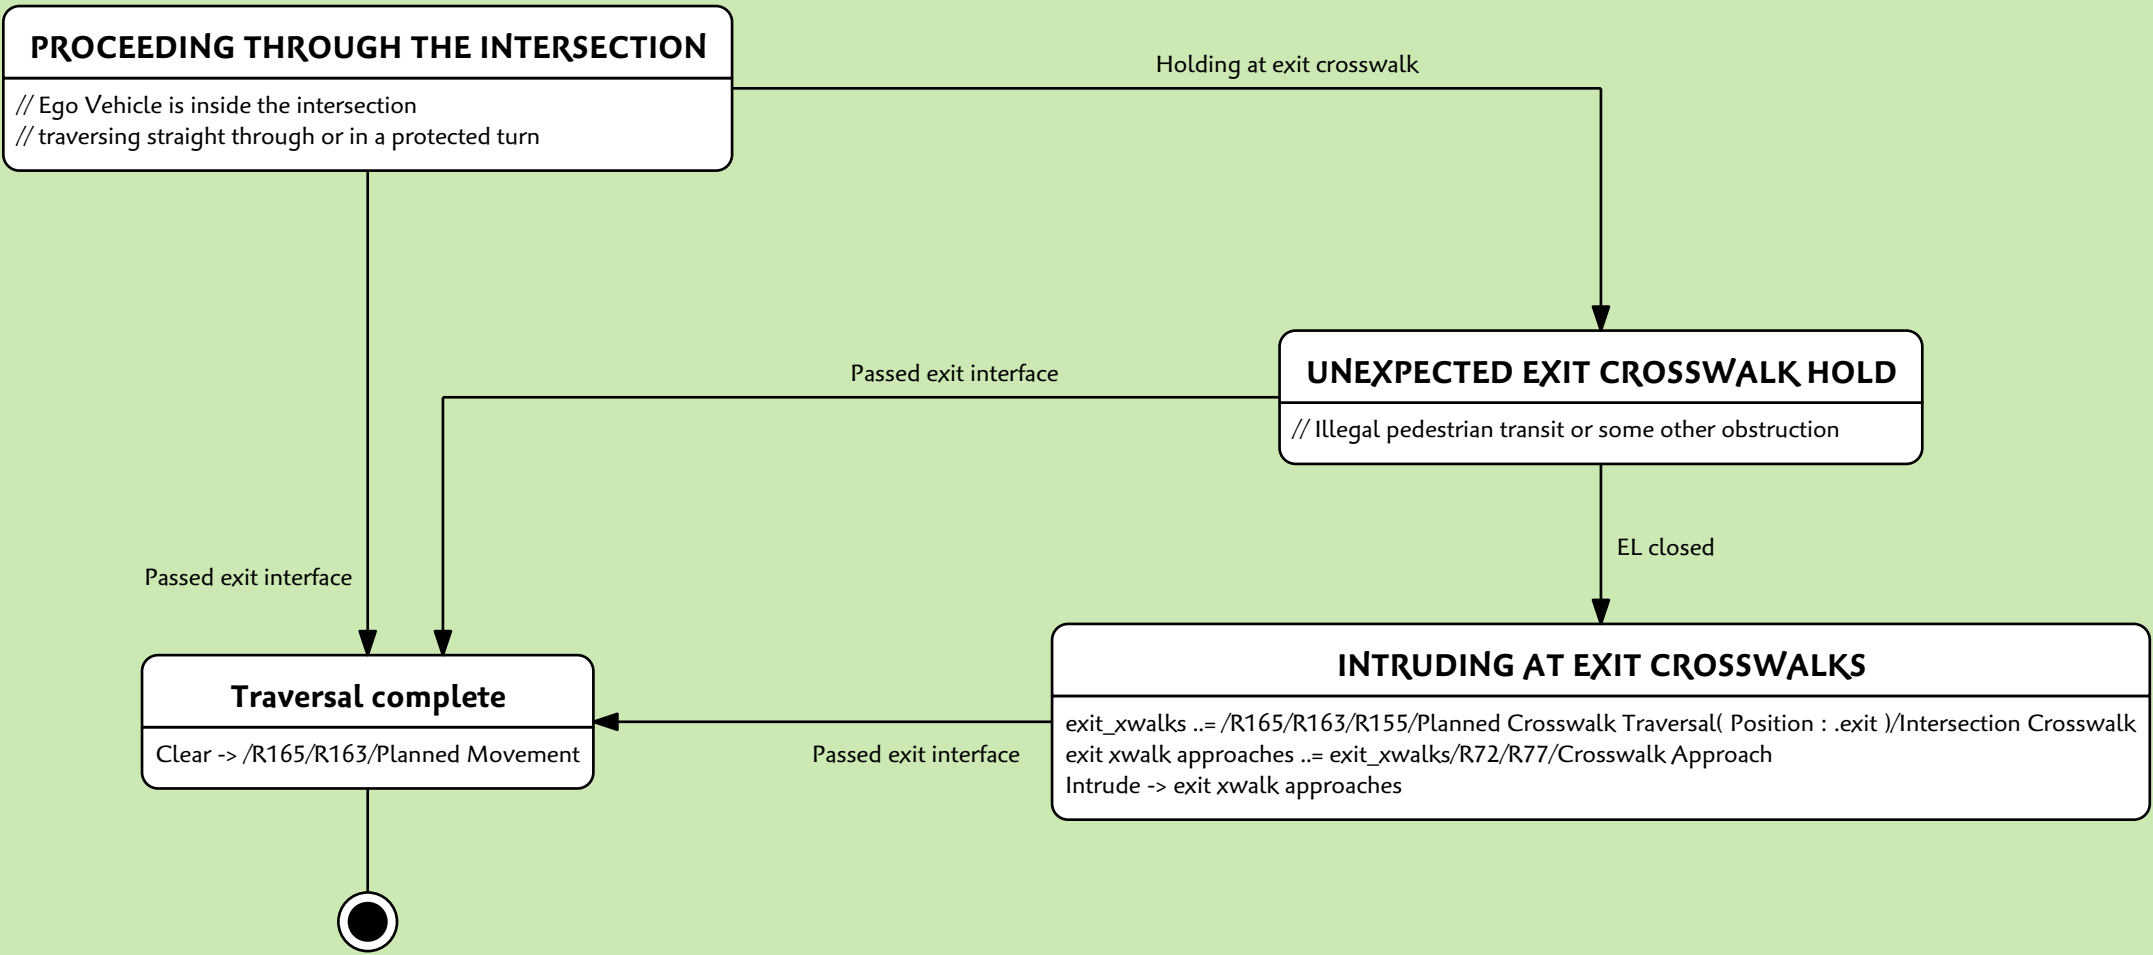 PROCEEDING THROUGH THE INTERSECTION
// Ego Vehicle is inside the intersection
// traversing straight through or in a protected turn
Holding at exit crosswalk
UNEXPECTED EXIT CROSSWALK HOLD
// Illegal pedestrian transit or some other obstruction
Passed exit interface
EL closed
Passed exit interface
Traversal complete
Clear -> /R165/R163/Planned Movement
Passed exit interface
INTRUDING AT EXIT CROSSWALKS
exit_xwalks ..= /R165/R163/R155/Planned Crosswalk Traversal( Position : .exit )/Intersection Crosswalk
exit xwalk approaches ..= exit_xwalks/R72/R77/Crosswalk Approach
Intrude -> exit xwalk approaches